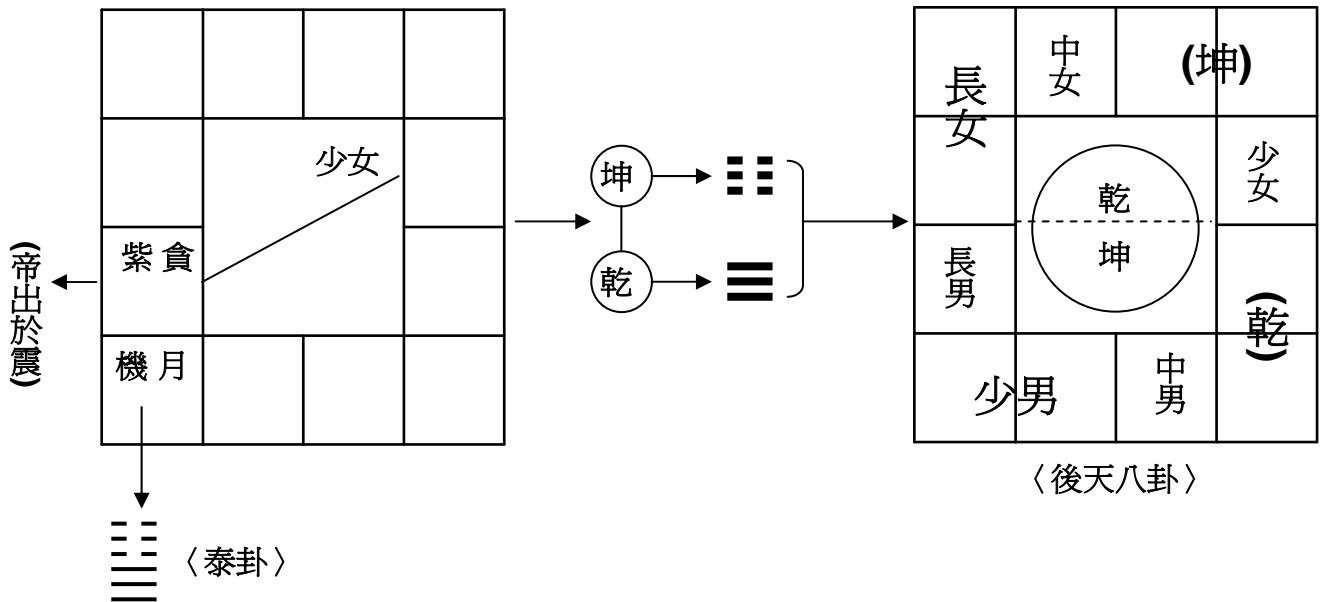 少女
紫貪
機月
(帝出於震)
〈泰卦〉
坤
乾
長女
中女
(坤)
少女
乾
坤
長男
(乾)
少男
中男
〈後天八卦〉